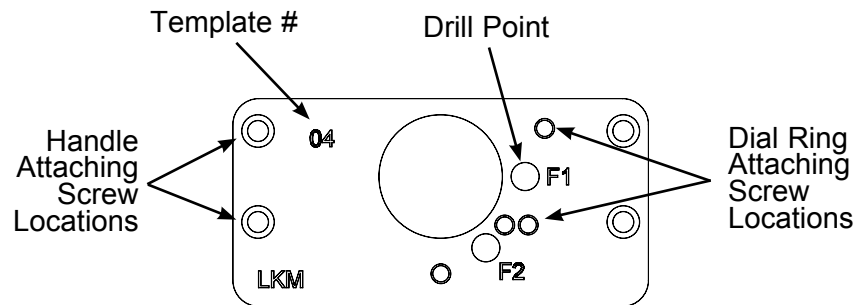 Template #
Drill Point
Handle
Attaching
Screw
Locations
04
F1
Dial Ring
Attaching
Screw
Locations
F2
LKM